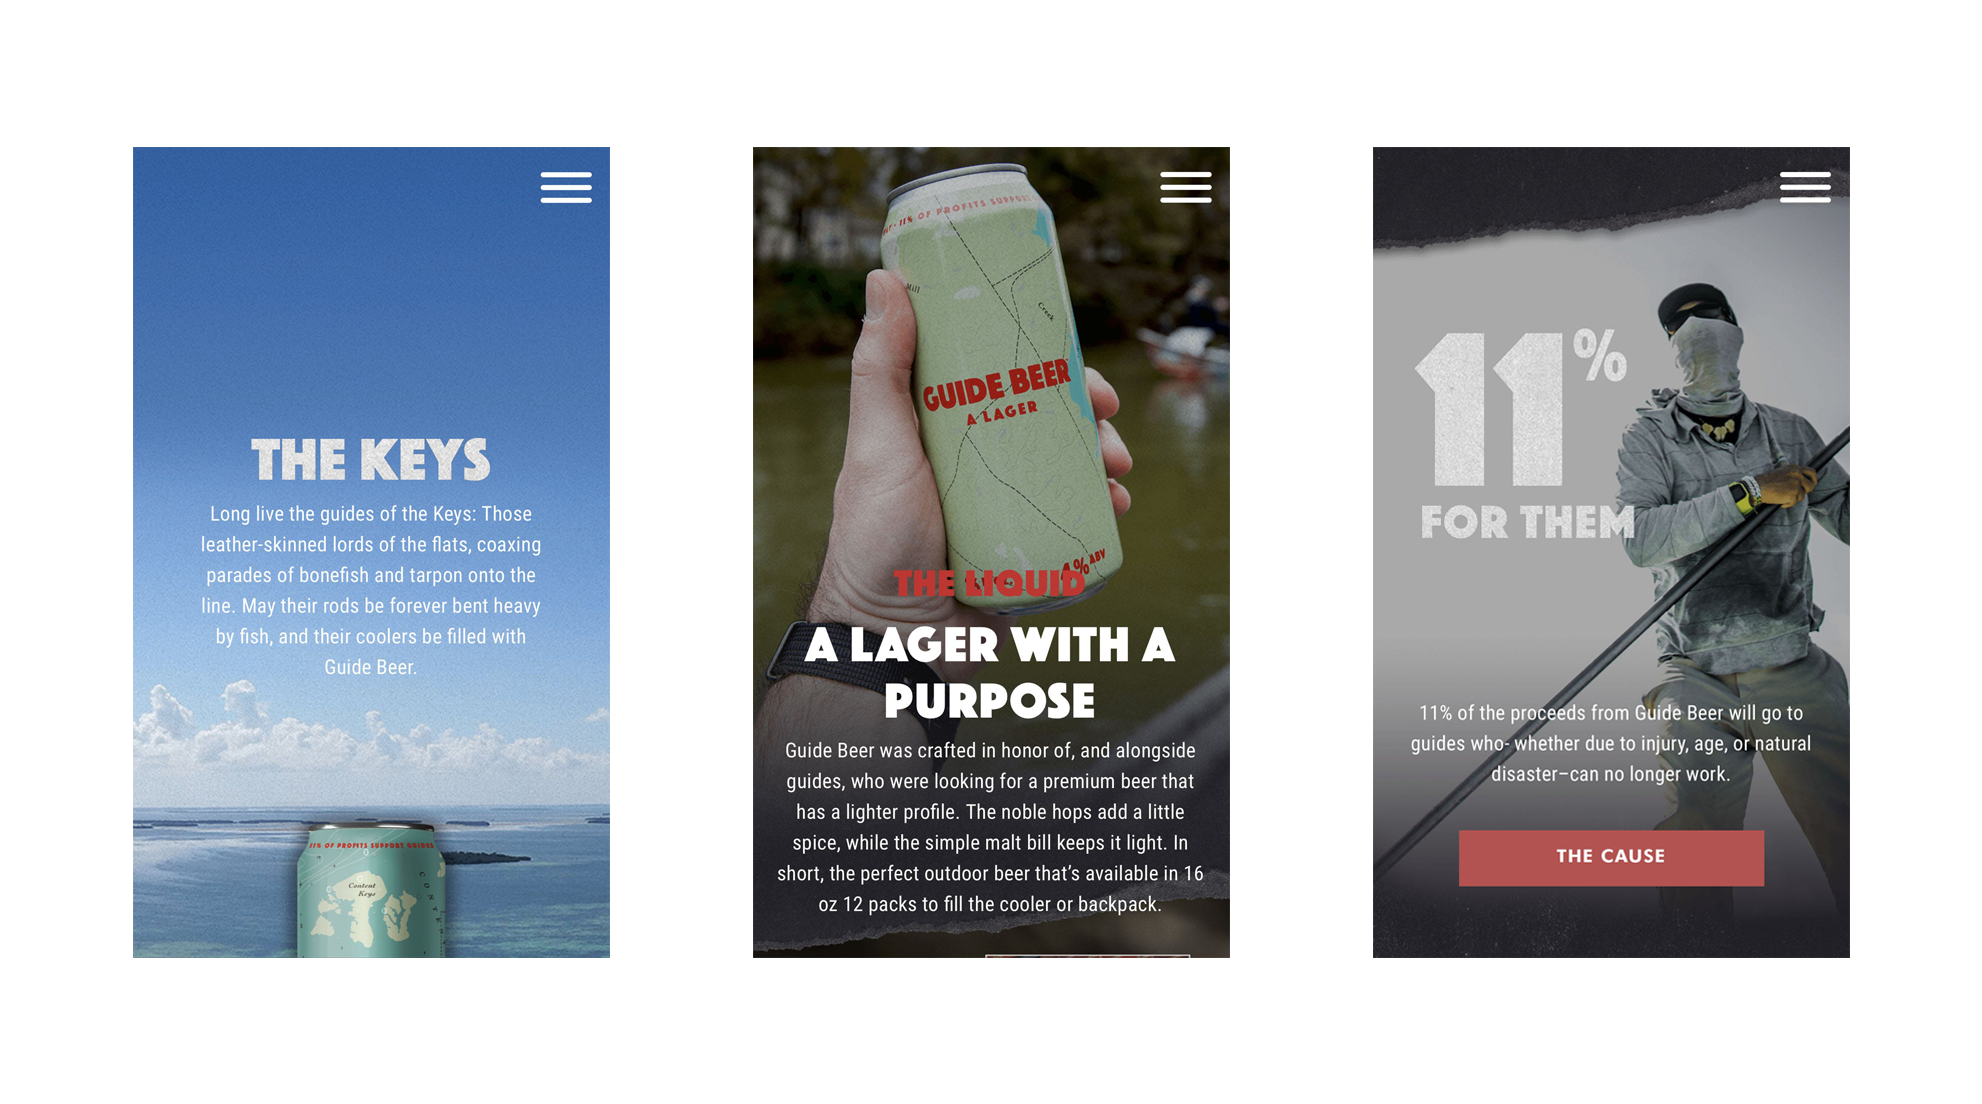 THE KEYS
Long live the guides of the Keys: Those
leather-skinned lords of the flats, coaxing
parades of bonefish and tarpon onto the
line. May their rods be forever bent heavy
by fish, and their coolers be filled with
Guide Beer.
11% OF PROFITS SUPPORT GUIDES
Content
Keys
11% OF PROFITS SUPPORT
Mill
Creek
GUIDE BEER
A LAGER
% ABV
THE LIQUID
A LAGER WITH A
PURPOSE
Guide Beer was crafted in honor of, and alongside
guides, who were looking for a premium beer that
has a lighter profile. The noble hops add a little
spice, while the simple malt bill keeps it light. In
short, the perfect outdoor beer that's available in 16
oz 12 packs to fill the cooler or backpack.
11%
FOR THEM
11% of the proceeds from Guide Beer will go to
guides who- whether due to injury, age, or natural
disaster–can no longer work.
THE CAUSE